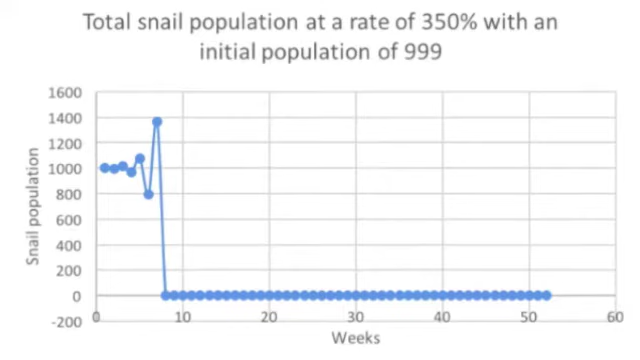 Total snail population at a rate of 350% with an
initial population of 999
1600
1400
1200
1000
800
600
400
200
0
-200
0 10 20 30 40 50 60
Snail population
Weeks